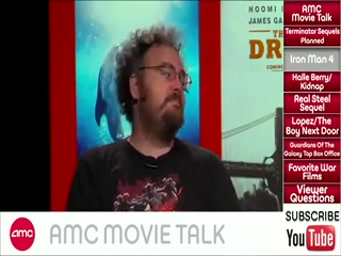 NOOMI
JAMES GA
DR
COMING
AMC
Movie Talk
Terminator Sequels
Planned
Iron Man 4
Halle Berry/
Kidnap
Real Steel
Sequel
Lopez/The
Boy Next Door
Guardians Of The
Galaxy Top Box Office
Favorite War
Films
Viewer
Questions
SUBSCRIBE
YouTube
amc AMC MOVIE TALK